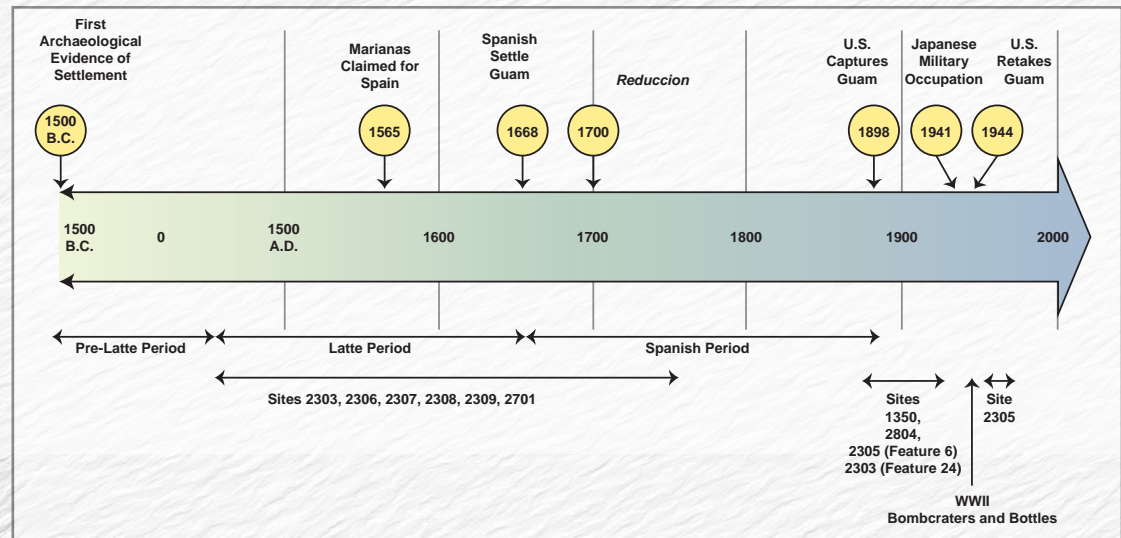 First
Archaeological
Evidence of
Settlement
Marianas
Claimed for
Spain
Spanish
Settle
Guam
Reduccion
U.S.
Captures
Guam
Japanese
Military
Occupation
U.S.
Retakes
Guam
1500
B.C.
1565
1668
1700
1898
1941
1944
1500
B.C.
0
1500
A.D.
1600
1700
1800
1900
2000
Pre-Latte Period
Latte Period
Spanish Period
Sites 2303, 2306, 2307, 2308, 2309, 2701
Sites
1350,
2804,
2305 (Feature 6)
2303 (Feature 24)
Site
2305
WWII
Bombcraters and Bottles